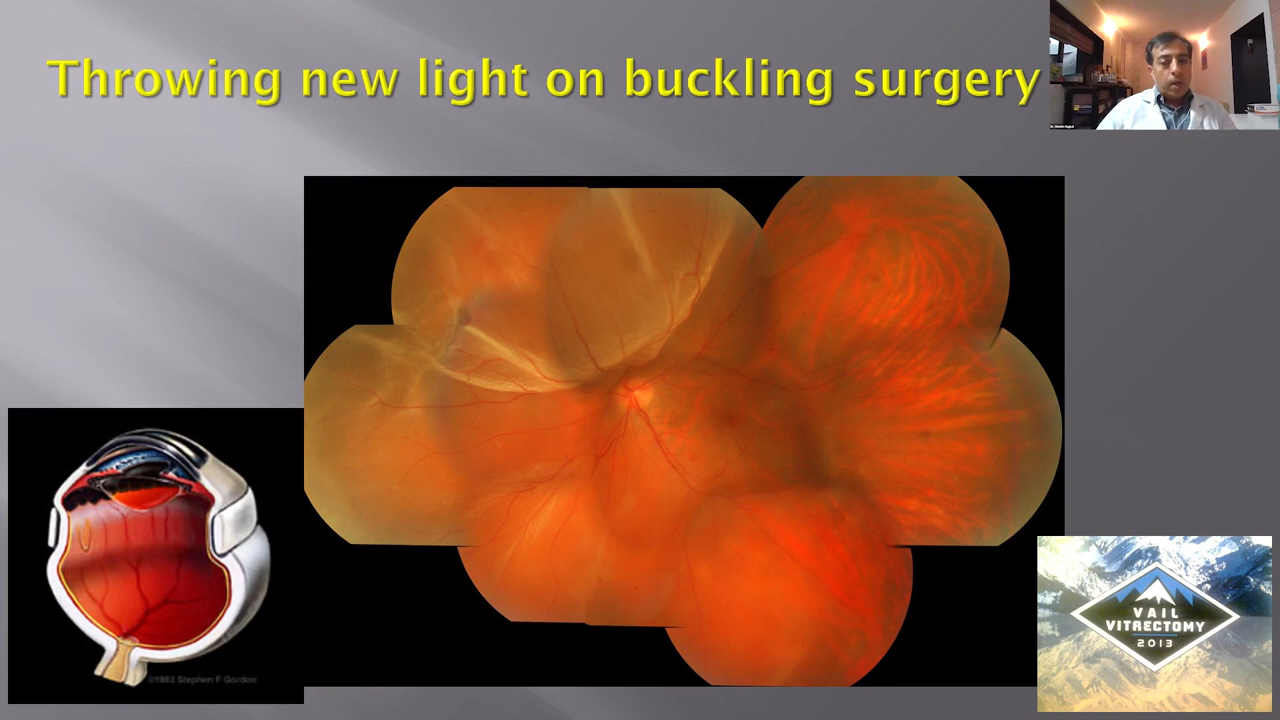 Throwing new light on buckling surgery
VAIL
VITRECTOMY
2013
©1983 Stephen F Gordon